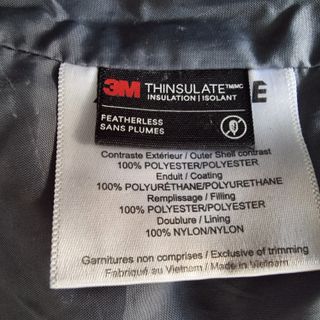 3M THINSULATE™/MC
INSULATION | ISOLANT
FEATHERLESS
SANS PLUMES
Contraste Extérieur / Outer Shell contrast
100% POLYESTER/POLYESTER
Enduit / Coating
100% POLYURÉTHANE/POLYURETHANE
Remplissage / Filling
100% POLYESTER/POLYESTER
Doublure / Lining
100% NYLON/NYLON
Garnitures non comprises / Exclusive of trimming
Fabriqué au Vietnam / Made in Vietnam